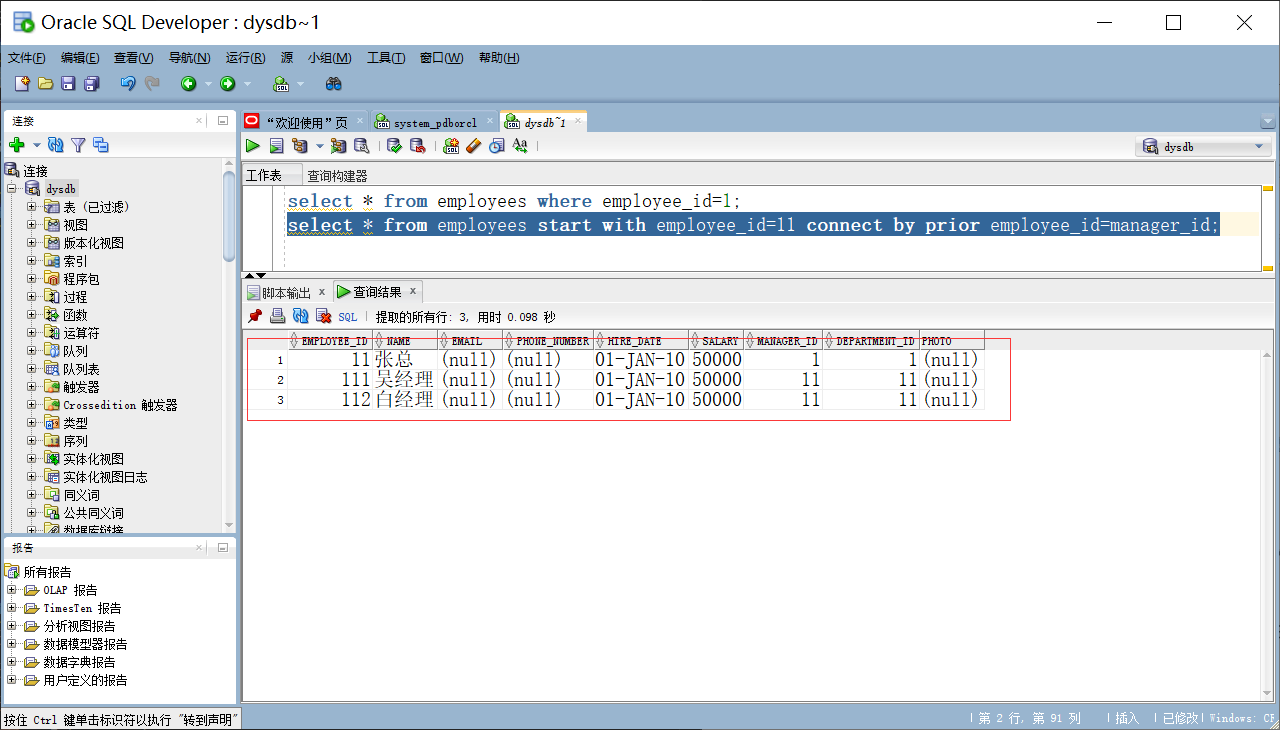 Oracle SQL Developer : dysdb~1
文件(F) 编辑(E) 查看(V) 导航(N) 运行(R) 源 小组(M) 工具(T) 窗口(W) 帮助(H)
连接
连接
dysdb
表 (已过滤)
视图
版本化视图
索引
程序包
过程
函数
运算符
队列
队列表
触发器
Crossedition 触发器
类型
序列
实体化视图
实体化视图日志
同义词
公共同义词
数据库链接
报告
所有报告
OLAP 报告
TimesTen 报告
分析视图报告
数据模型器报告
数据字典报告
用户定义的报告
“欢迎使用”页 system_pdborcl dysdb~1
dysdb
工作表 查询构建器
select * from employees where employee_id=1;
select * from employees start with employee_id=11 connect by prior employee_id=manager_id;
脚本输出 x 查询结果 x
SQL | 提取的所有行: 3, 用时 0.098 秒
EMPLOYEE_ID NAME EMAIL PHONE_NUMBER HIRE_DATE SALARY MANAGER_ID DEPARTMENT_ID PHOTO
1 11 张总 (null) (null) 01-JAN-10 50000 1 1 (null)
2 111 吴经理 (null) (null) 01-JAN-10 50000 11 11 (null)
3 112 白经理 (null) (null) 01-JAN-10 50000 11 11 (null)
按住 Ctrl 键单击标识符以执行 "转到声明"
| 第 2 行, 第 91 列 | 插入 | 已修改 | Windows: CR